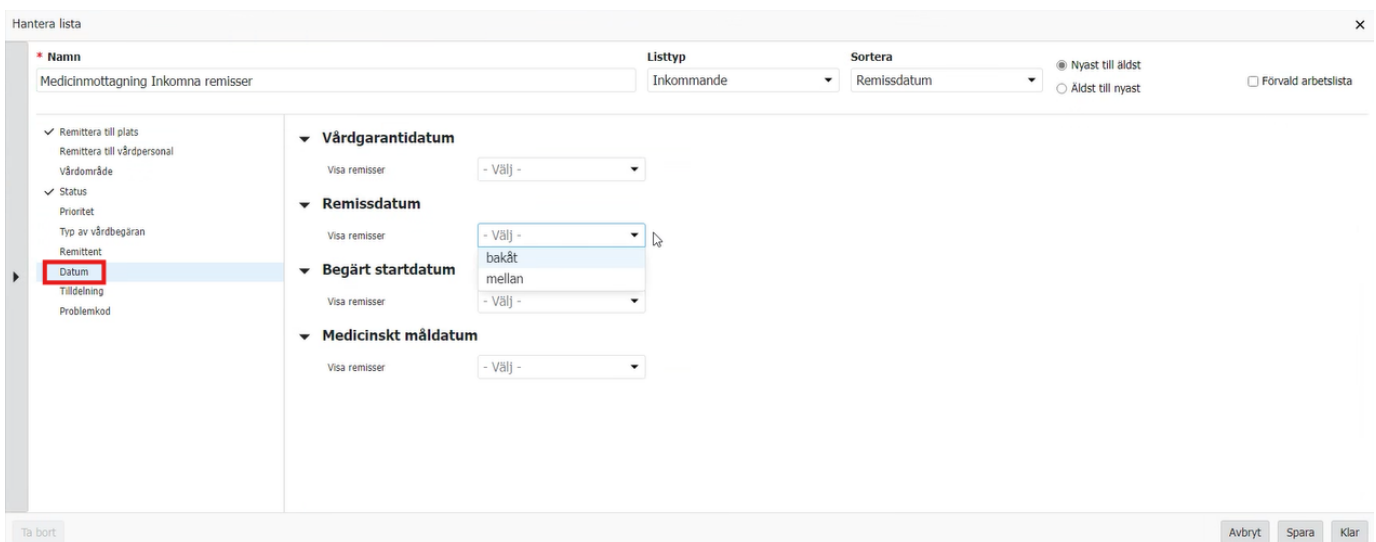 Hantera lista
* Namn
Medicinmottagning Inkomna remisser
Listtyp
Inkommande
Sortera
Remissdatum
Nyast till äldst
Äldst till nyast
Förvald arbetslista
Remittera till plats
Remittera till vårdpersonal
Vårdområde
Status
Prioritet
Typ av vårdbegäran
Remittent
Datum
Tilldelning
Problemkod
Vårdgarantidatum
Visa remisser - Välj -
Remissdatum
Visa remisser - Välj -
bakåt
mellan
Begärt startdatum
Visa remisser - Välj -
Medicinskt måldatum
Visa remisser - Välj -
Ta bort
Avbryt Spara Klar